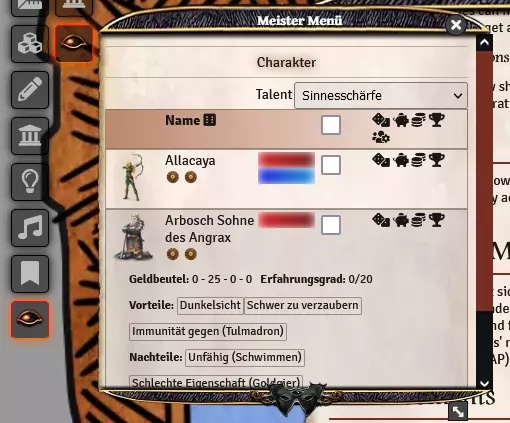 Meister Menü
Charakter
Talent Sinnesschärfe
Name
Allacaya
Arbosch Sohne
des Angrax
Geldbeutel: 0 - 25 - 0 - 0 Erfahrungsgrad: 0/20
Vorteile: Dunkelsicht Schwer zu verzaubern
Immunität gegen (Tulmadron)
Nachteile: Unfähig (Schwimmen)
Schlechte Eigenschaft (Goldgier)